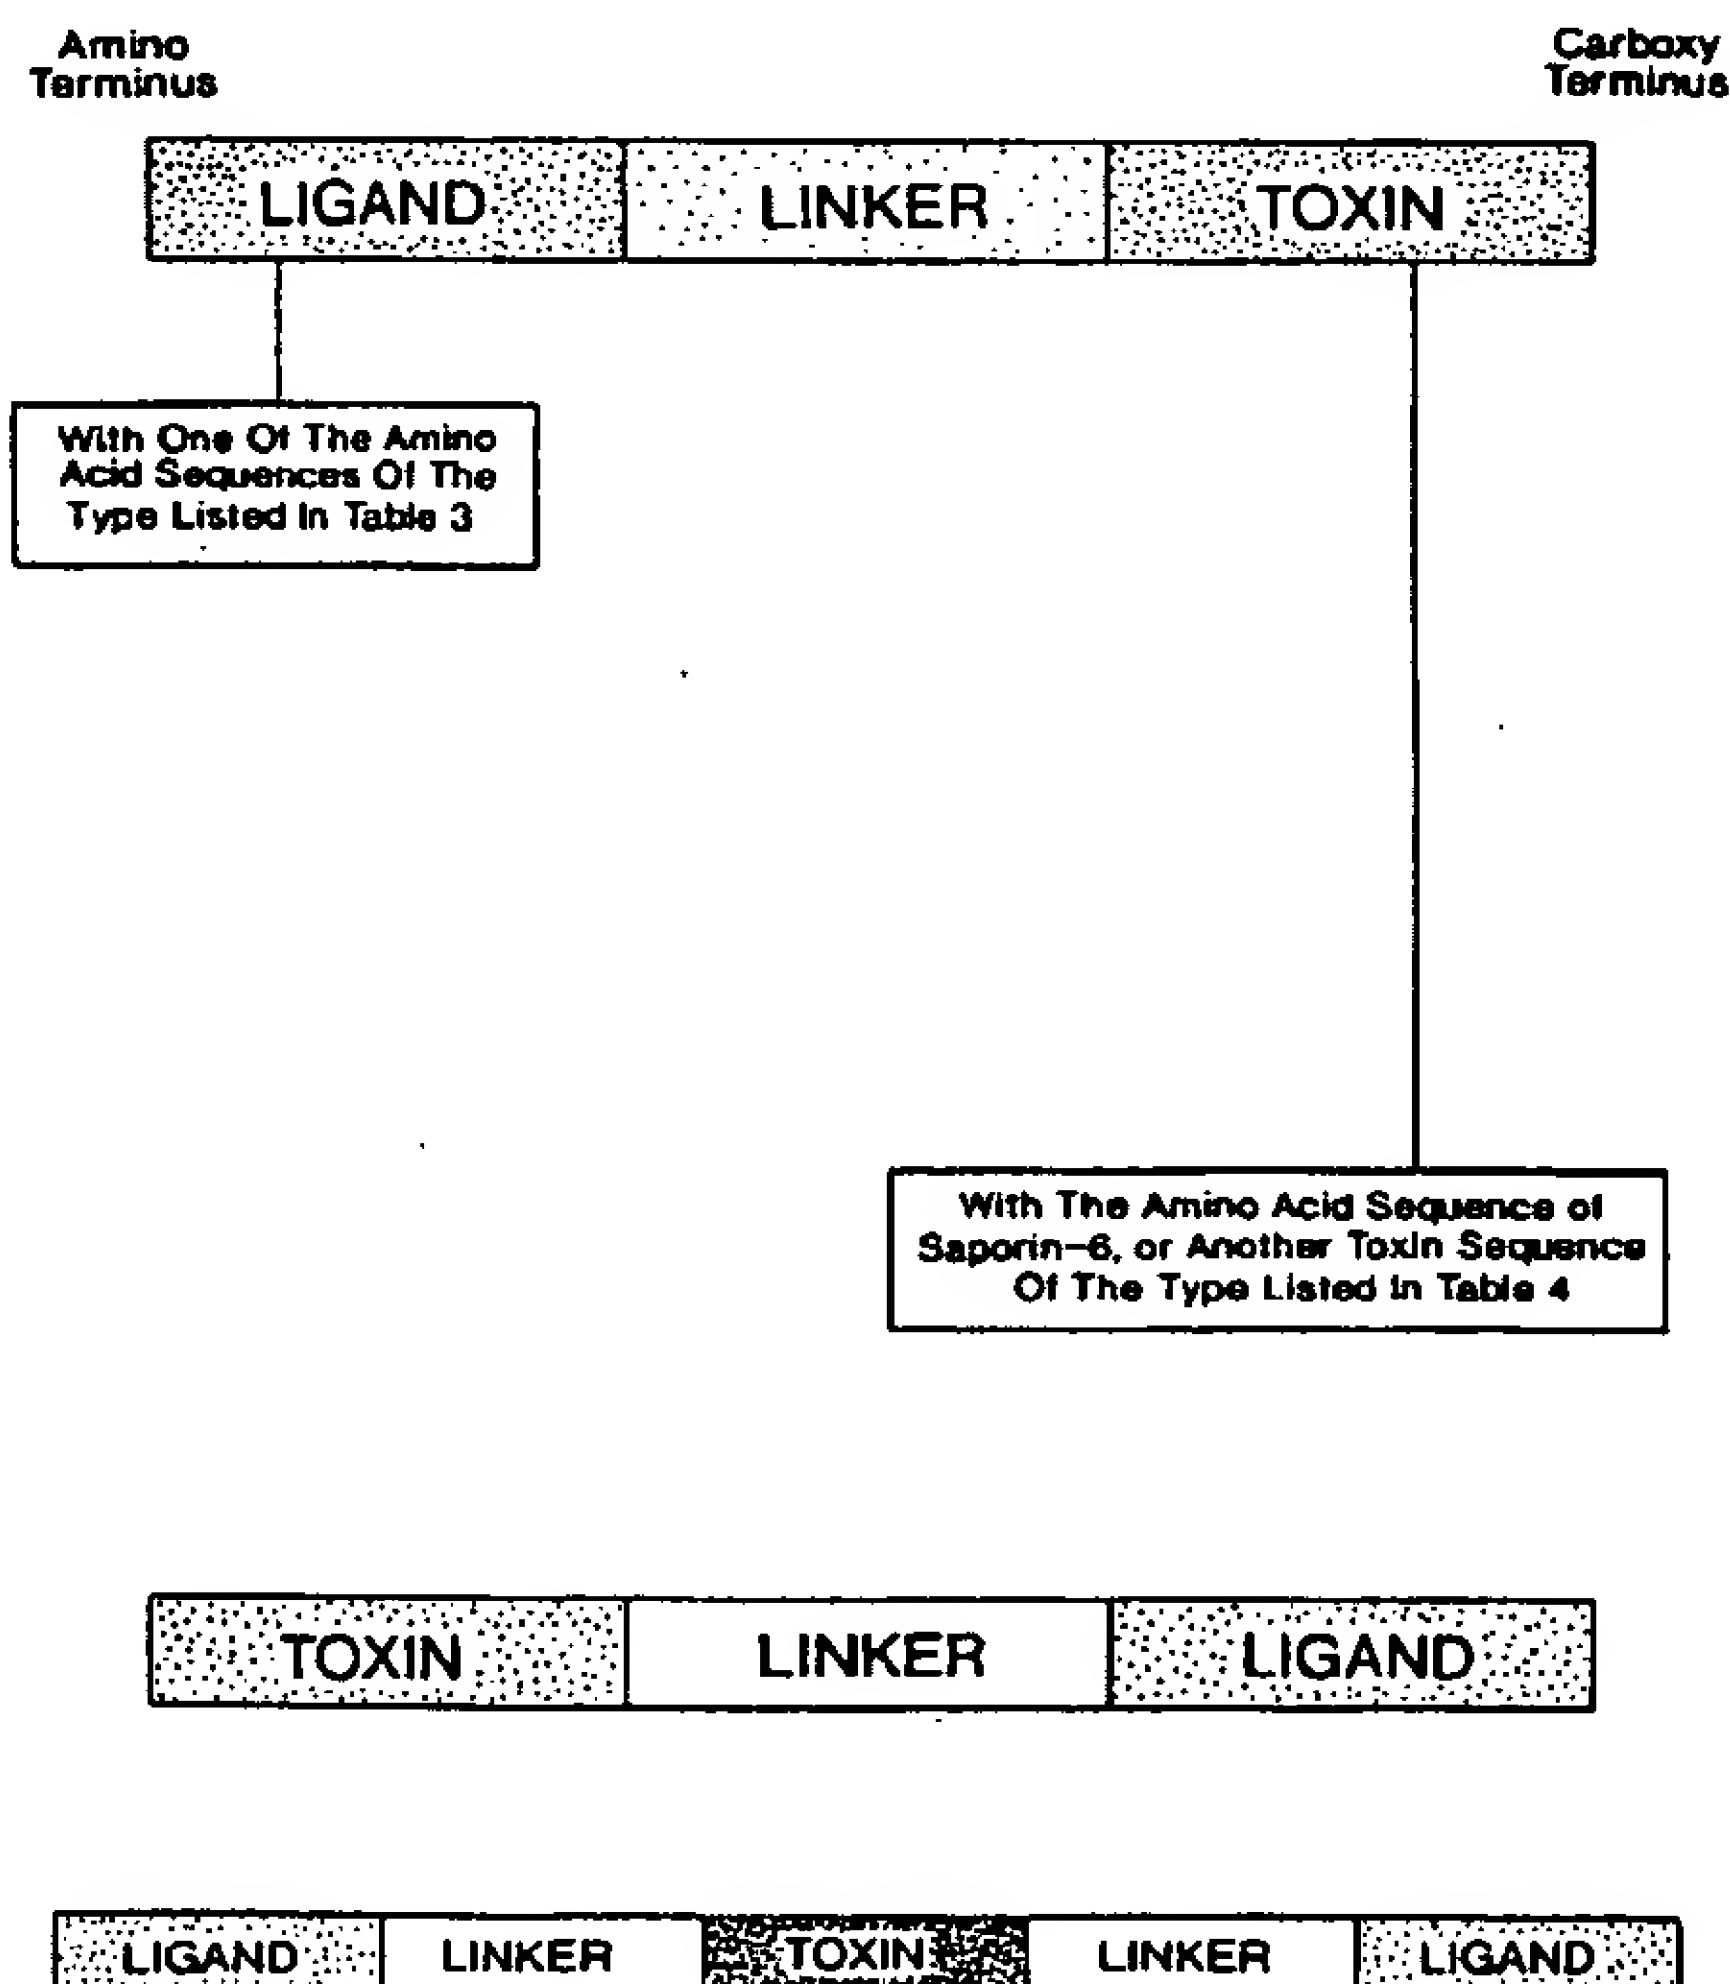 Amino
Terminus
Carboxy
Terminus
LIGAND LINKER TOXIN
With One Of The Amino
Acid Sequences Of The
Type Listed In Table 3
With The Amino Acid Sequence of
Saporin-6, or Another Toxin Sequence
Of The Type Listed In Table 4
TOXIN LINKER LIGAND
LIGAND LINKER TOXIN LINKER LIGAND